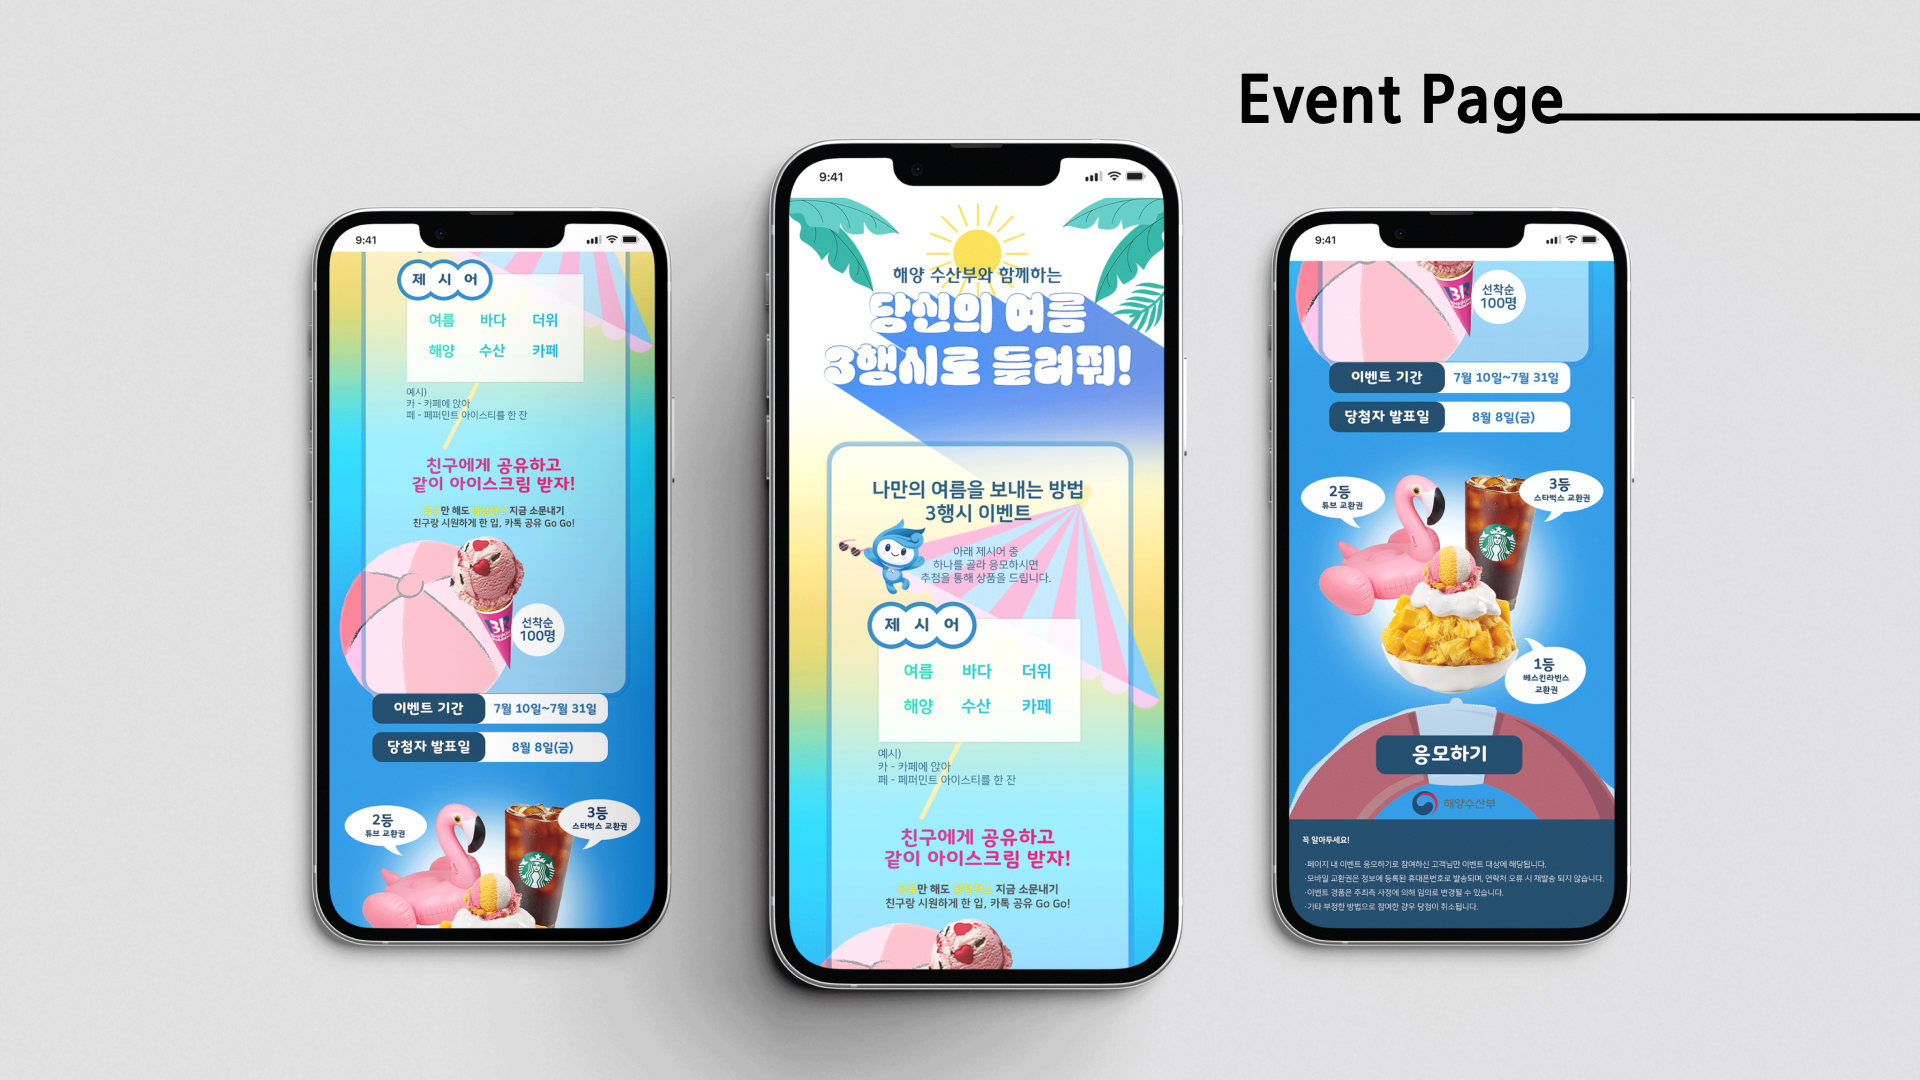 Event Page
9:41
제 시 어
여름 바다 더위
해양 수산 카페
예시)
카 - 카페에 앉아
페 - 페퍼민트 아이스티를 한 잔
친구에게 공유하고
같이 아이스크림 받자!
공유만 해도 당첨찬스 지금 소문내기
친구랑 시원하게 한 입, 카톡 공유 Go Go!
BR
선착순
100명
이벤트 기간 7월 10일~7월 31일
당첨자 발표일 8월 8일(금)
2등
튜브 교환권
3등
스타벅스 교환권
9:41
해양 수산부와 함께하는
당신의 여름
3행시로 들려줘!
나만의 여름을 보내는 방법
3행시 이벤트
아래 제시어 중
하나를 골라 응모하시면
추첨을 통해 상품을 드립니다.
제 시 어
여름 바다 더위
해양 수산 카페
예시)
카 - 카페에 앉아
페 - 페퍼민트 아이스티를 한 잔
친구에게 공유하고
같이 아이스크림 받자!
공유만 해도 당첨찬스 지금 소문내기
친구랑 시원하게 한 입, 카톡 공유 Go Go!
9:41
BR
선착순
100명
이벤트 기간 7월 10일~7월 31일
당첨자 발표일 8월 8일(금)
2등
튜브 교환권
3등
스타벅스 교환권
1등
베스킨라빈스
교환권
응모하기
해양수산부
꼭 알아두세요!
·페이지 내 이벤트 응모하기로 참여하신 고객님만 이벤트 대상에 해당됩니다.
·모바일 교환권은 정보에 등록된 휴대폰번호로 발송되며, 연락처 오류 시 재발송 되지 않습니다.
·이벤트 경품은 주최측 사정에 의해 임의로 변경될 수 있습니다.
·기타 부정한 방법으로 참여한 경우 당첨이 취소됩니다.